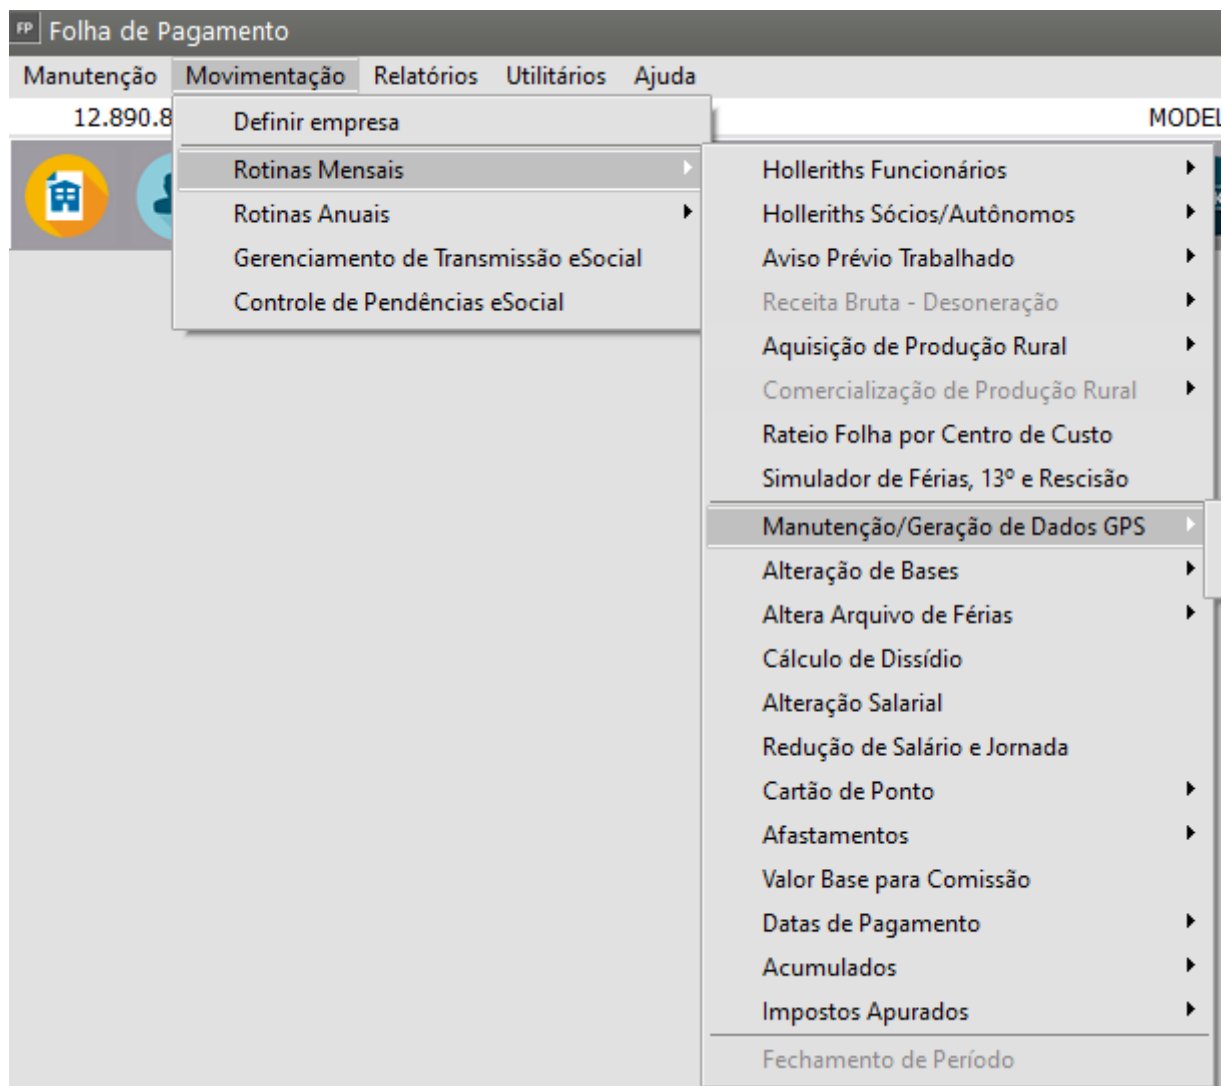 FP Folha de Pagamento
Manutenção Movimentação Relatórios Utilitários Ajuda
12.890.8 MODEL
Definir empresa
Rotinas Mensais
Rotinas Anuais
Gerenciamento de Transmissão eSocial
Controle de Pendências eSocial
Holleriths Funcionários
Holleriths Sócios/Autônomos
Aviso Prévio Trabalhado
Receita Bruta - Desoneração
Aquisição de Produção Rural
Comercialização de Produção Rural
Rateio Folha por Centro de Custo
Simulador de Férias, 13º e Rescisão
Manutenção/Geração de Dados GPS
Alteração de Bases
Altera Arquivo de Férias
Cálculo de Dissídio
Alteração Salarial
Redução de Salário e Jornada
Cartão de Ponto
Afastamentos
Valor Base para Comissão
Datas de Pagamento
Acumulados
Impostos Apurados
Fechamento de Período